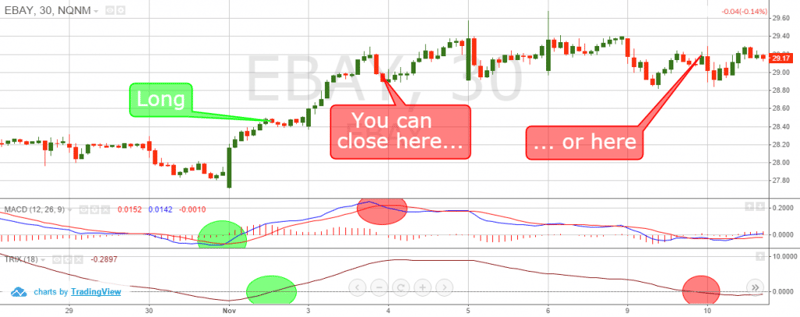 EBAY, 30, NQNM
-0.04(-0.14%)
29.60
29.40
29.17
29.00
28.80
28.60
28.40
28.20
28.00
27.80
EBAY, 30
EBAY
Long
You can
close here...
... or here
MACD (12, 26, 9) 0.0152 0.0142 -0.0010
0.2000
0.0000
TRIX (18) -0.2897
10.0000
0.0000
charts by TradingView
29 30 Nov 3 4 5 6 9 10